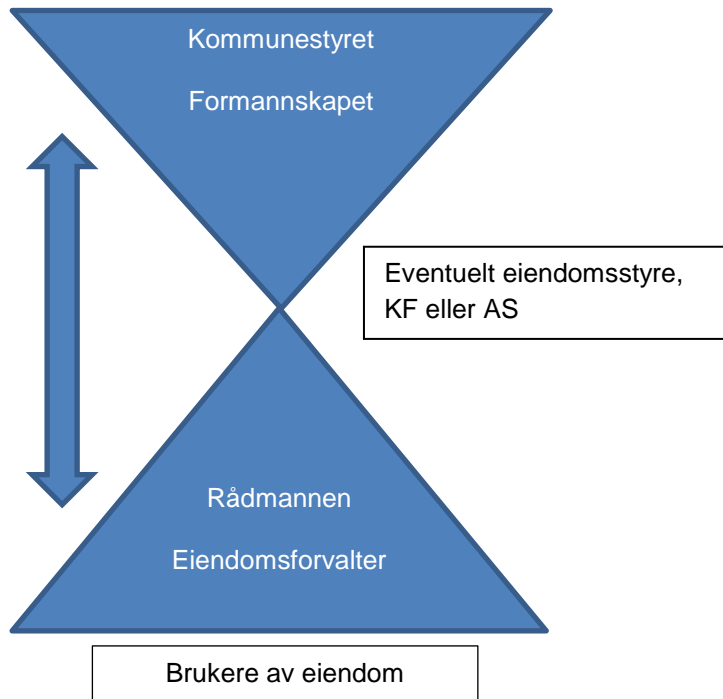 Kommunestyret
Formannskapet
Eventuelt eiendomsstyre,
KF eller AS
Rådmannen
Eiendomsforvalter
Brukere av eiendom